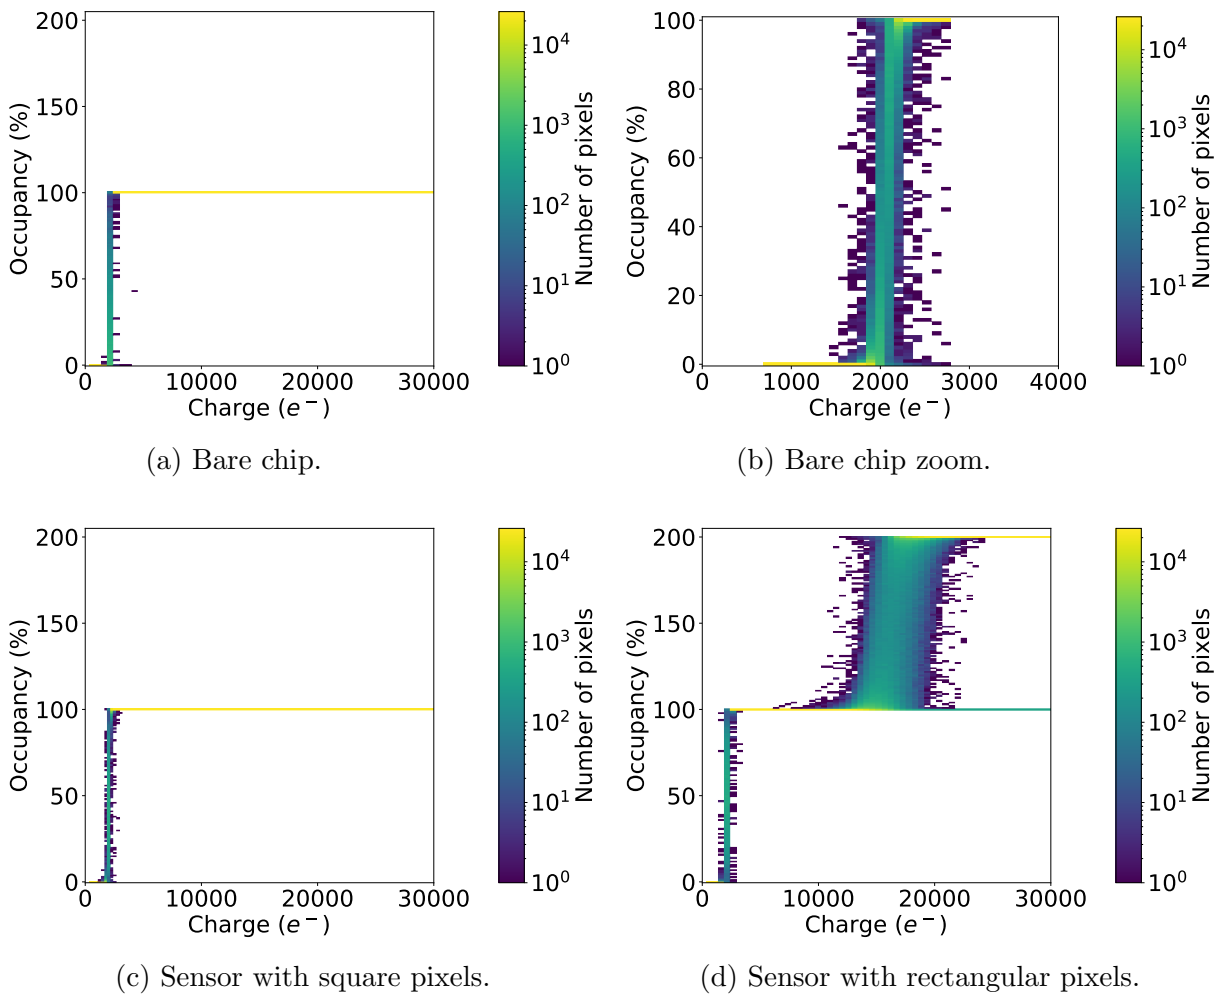 200
150
100
50
0
Occupancy (%)
0 10000 20000 30000
Charge (e⁻)
10⁴
10³
10²
10¹
10⁰
Number of pixels
(a) Bare chip.
100
80
60
40
20
0
Occupancy (%)
0 1000 2000 3000 4000
Charge (e⁻)
10⁴
10³
10²
10¹
10⁰
Number of pixels
(b) Bare chip zoom.
200
150
100
50
0
Occupancy (%)
0 10000 20000 30000
Charge (e⁻)
10⁴
10³
10²
10¹
10⁰
Number of pixels
(c) Sensor with square pixels.
200
150
100
50
0
Occupancy (%)
0 10000 20000 30000
Charge (e⁻)
10⁴
10³
10²
10¹
10⁰
Number of pixels
(d) Sensor with rectangular pixels.